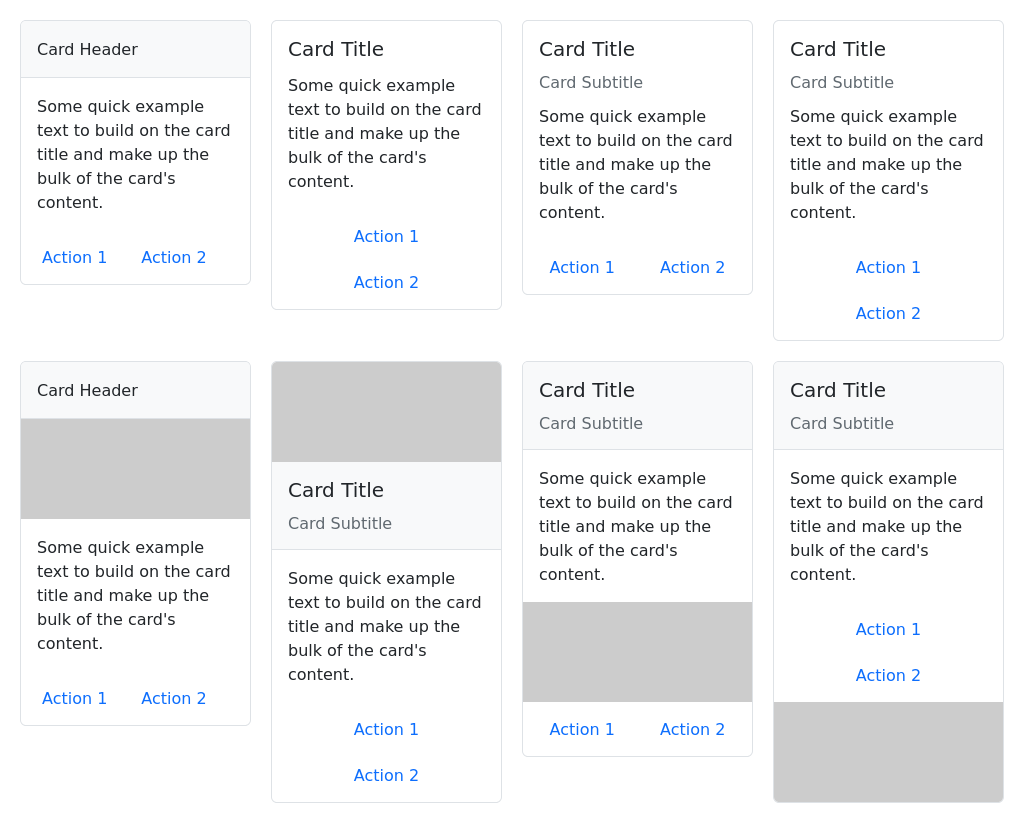 Card Header
Some quick example
text to build on the card
title and make up the
bulk of the card's
content.
Action 1 Action 2
Card Title
Some quick example
text to build on the card
title and make up the
bulk of the card's
content.
Action 1
Action 2
Card Title
Card Subtitle
Some quick example
text to build on the card
title and make up the
bulk of the card's
content.
Action 1 Action 2
Card Title
Card Subtitle
Some quick example
text to build on the card
title and make up the
bulk of the card's
content.
Action 1
Action 2
Card Header
Some quick example
text to build on the card
title and make up the
bulk of the card's
content.
Action 1 Action 2
Card Title
Card Subtitle
Some quick example
text to build on the card
title and make up the
bulk of the card's
content.
Action 1
Action 2
Card Title
Card Subtitle
Some quick example
text to build on the card
title and make up the
bulk of the card's
content.
Action 1 Action 2
Card Title
Card Subtitle
Some quick example
text to build on the card
title and make up the
bulk of the card's
content.
Action 1
Action 2